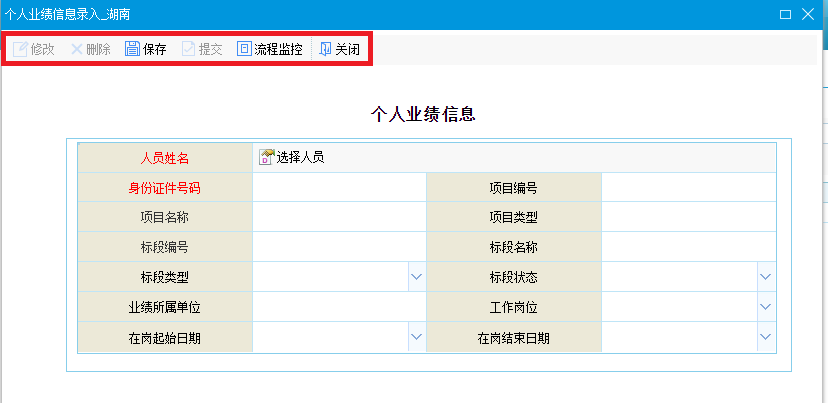 个人业绩信息录入_湖南
修改 删除 保存 提交 流程监控 关闭
个人业绩信息
人员姓名 选择人员
身份证件号码 项目编号
项目名称 项目类型
标段编号 标段名称
标段类型 标段状态
业绩所属单位 工作岗位
在岗起始日期 在岗结束日期